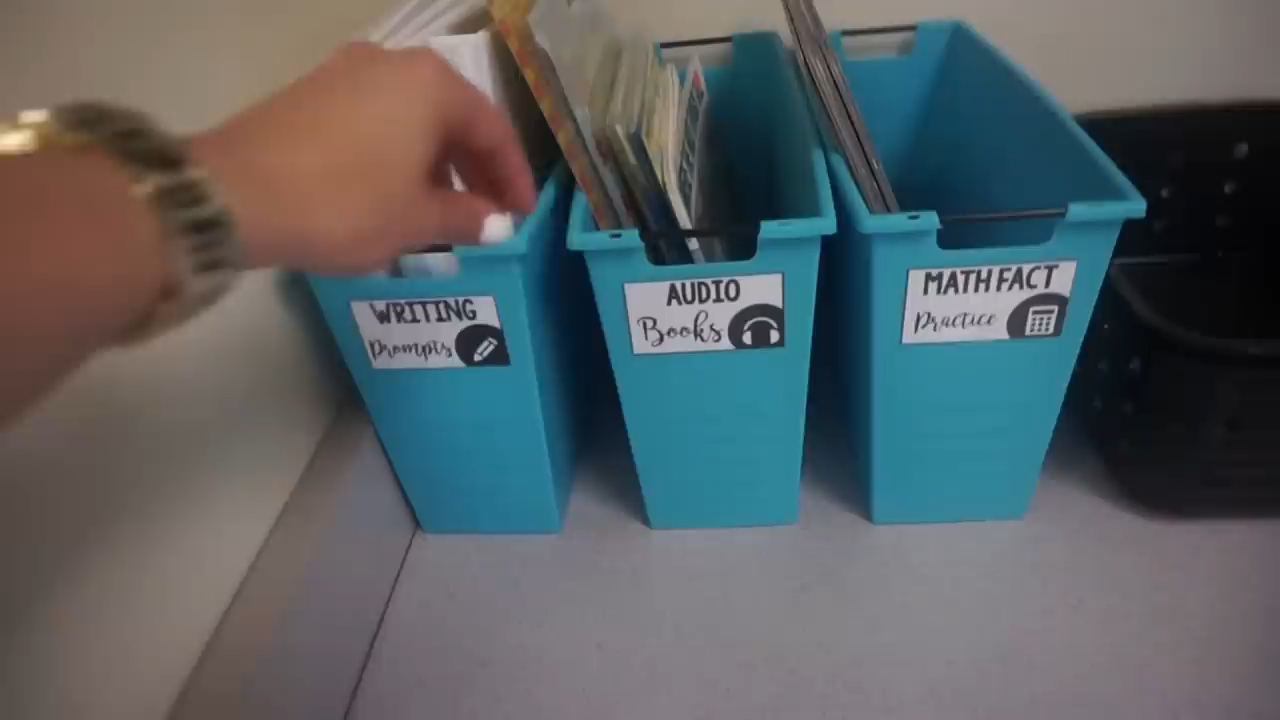 WRITING
Prompts
AUDIO
Books
MATH FACT
Practice